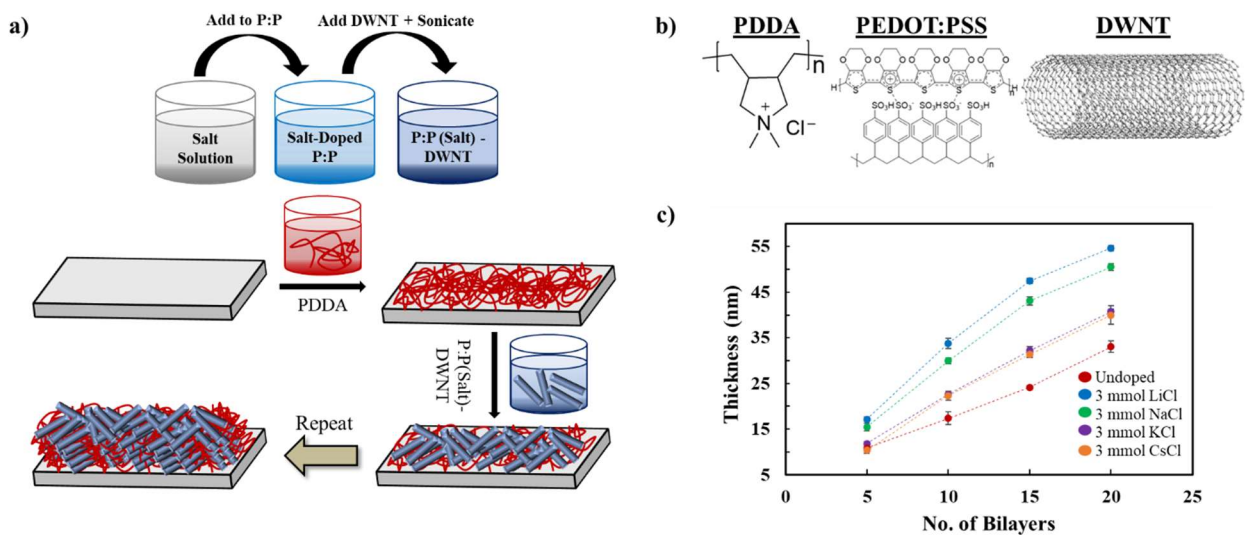 a)
Add to P:P
Add DWNT + Sonicate
Salt
Solution
Salt-Doped
P:P
P:P (Salt) -
DWNT
PDDA
P:P(Salt)-
DWNT
Repeat
b)
PDDA
n
N
+
Cl−
PEDOT:PSS
O O O O O O O O O O
H S S S S S H
n
SO3H SO3- SO3H SO3- SO3H
n
DWNT
c)
Thickness (nm)
55
45
35
25
15
5
Undoped
3 mmol LiCl
3 mmol NaCl
3 mmol KCl
3 mmol CsCl
0 5 10 15 20 25
No. of Bilayers